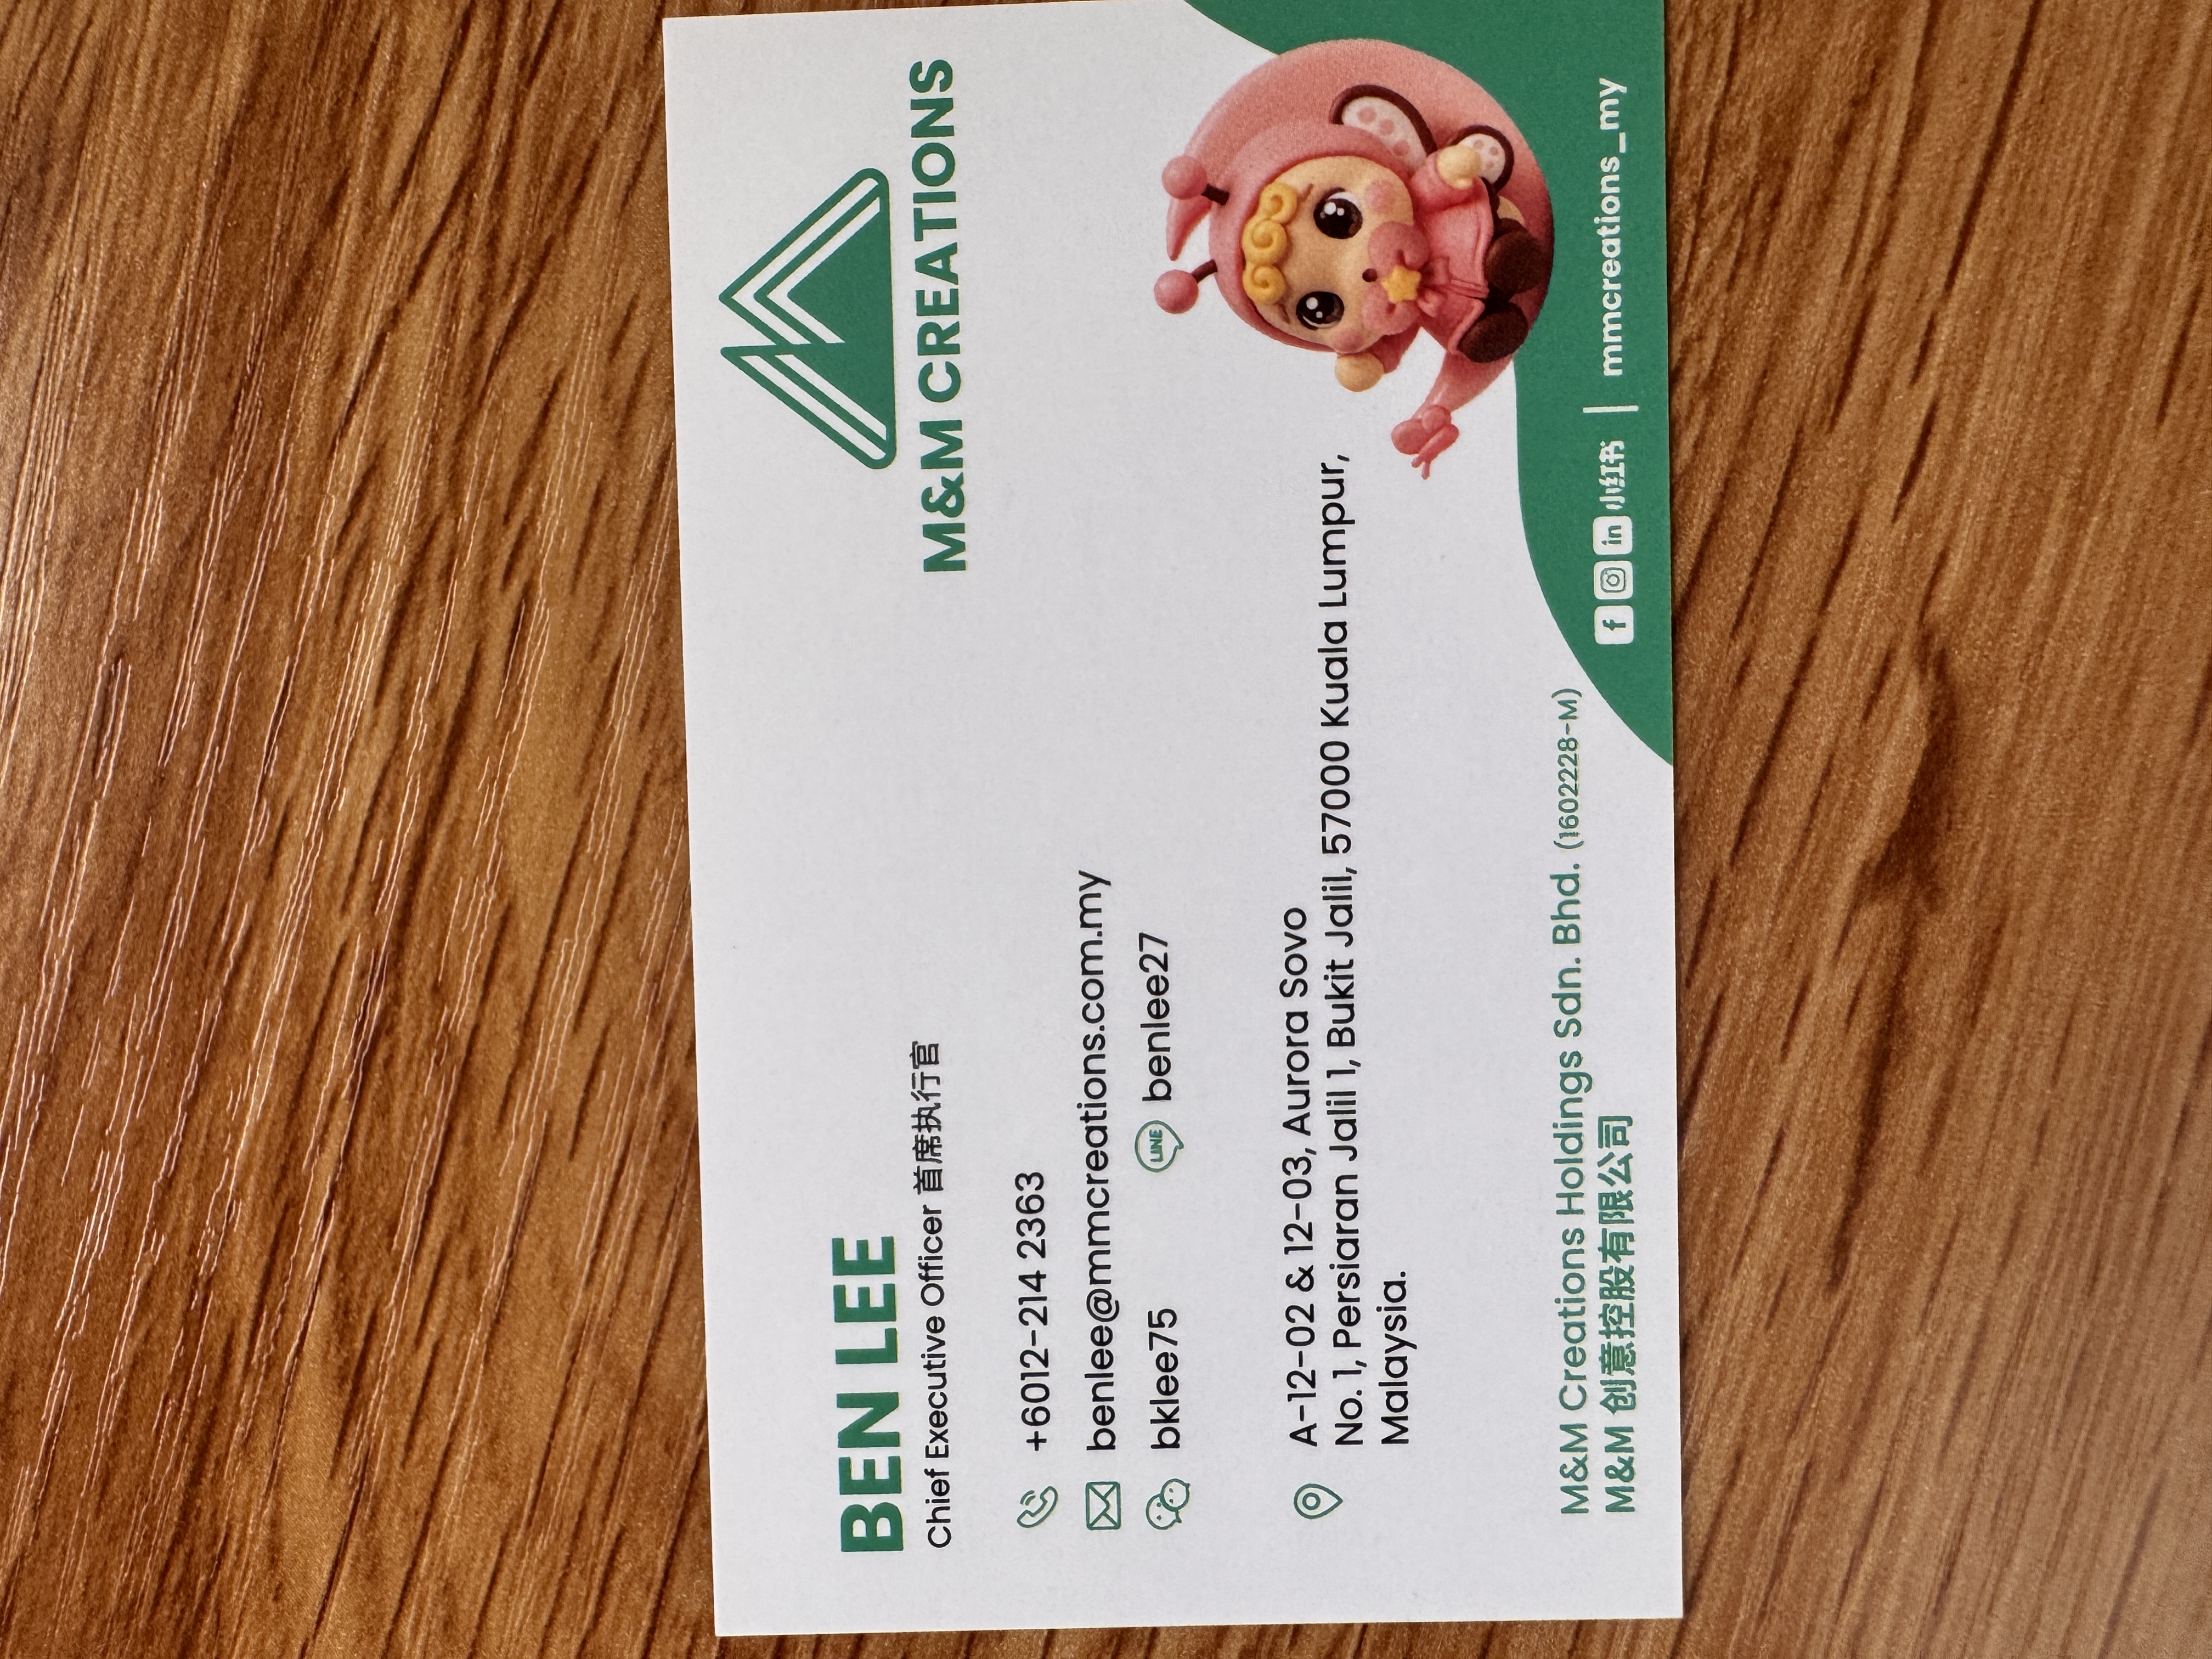 BEN LEE
Chief Executive Officer 首席执行官
M&M CREATIONS
+6012-214 2363
benlee@mmcreations.com.my
bklee75
LINE
benlee27
A-12-02 & 12-03, Aurora Sovo
No. 1, Persiaran Jalil 1, Bukit Jalil, 57000 Kuala Lumpur,
Malaysia.
M&M Creations Holdings Sdn. Bhd. (1602228-M)
M&M 创意控股有限公司
f in 小红书 | mmcreations_my